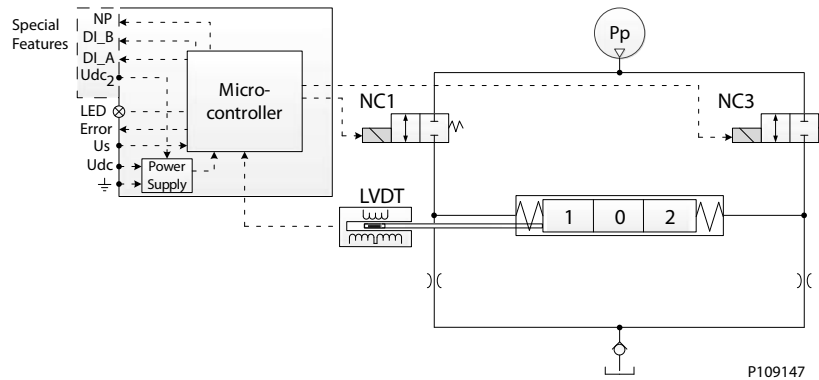 Special
Features
NP
DI_B
DI_A
Udc2
LED
Error
Us
Udc
Micro-
controller
Power
Supply
Pp
NC1
NC3
LVDT
1 0 2
P109147